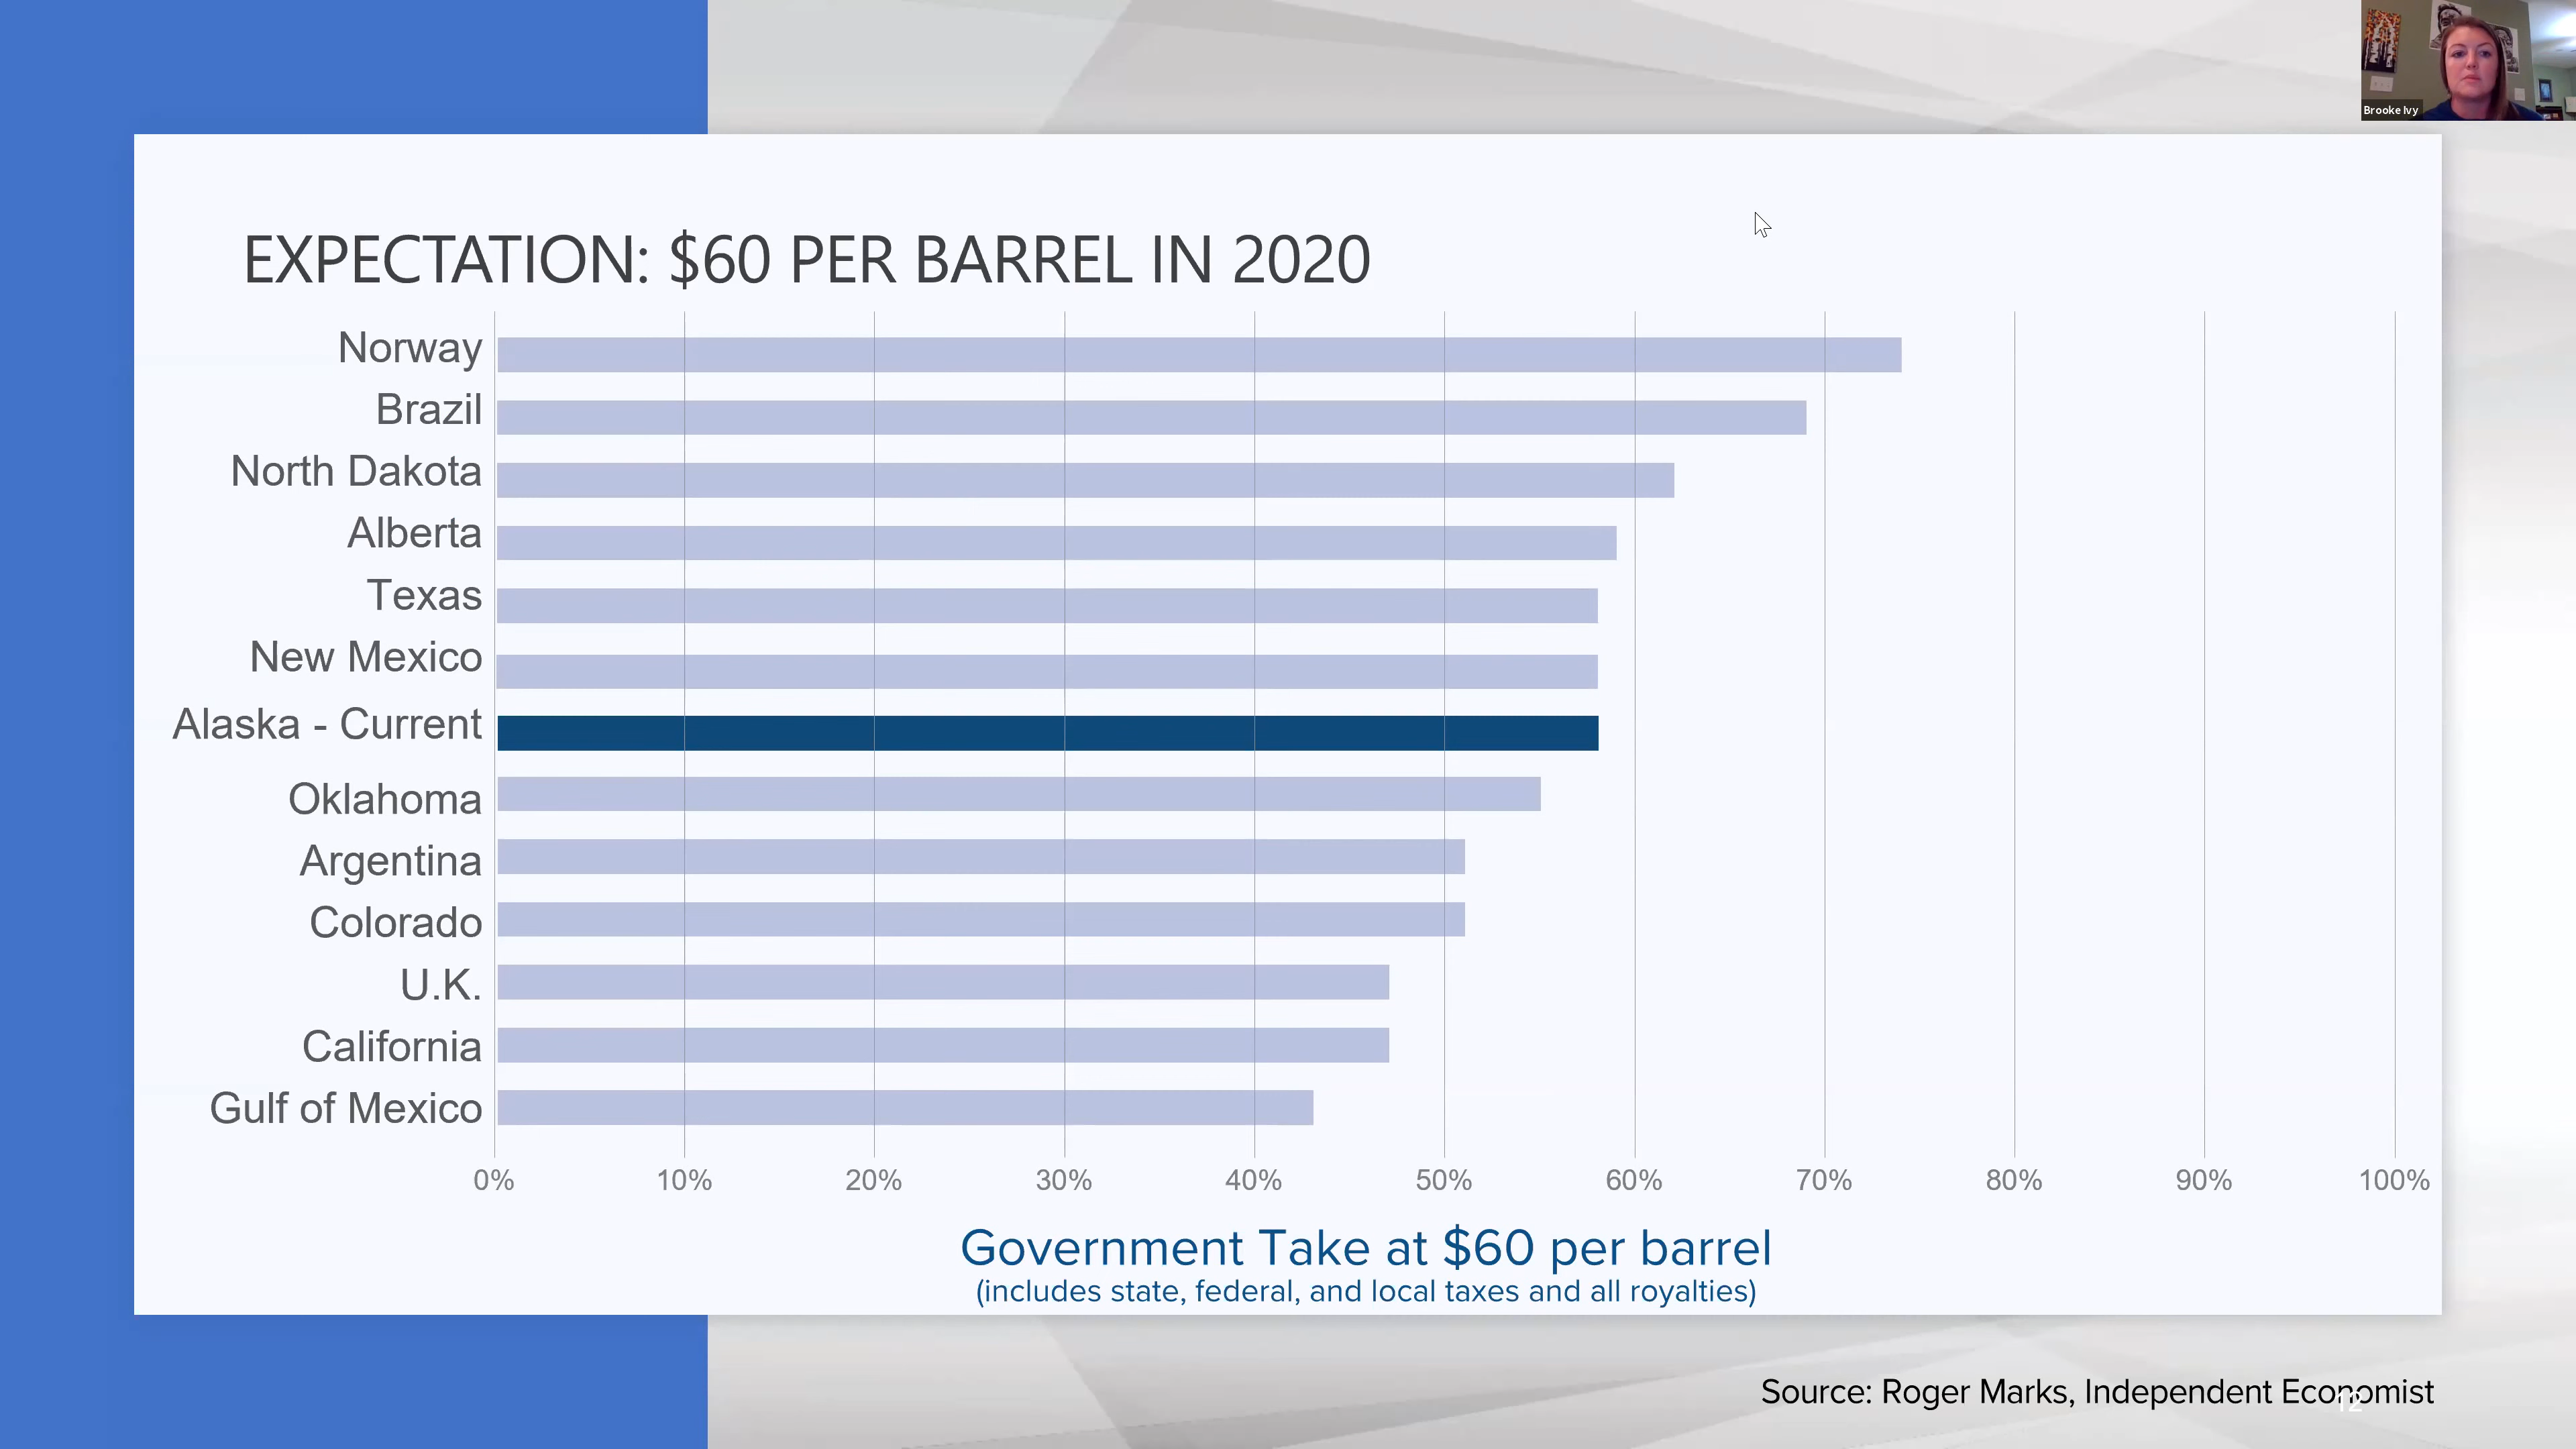 Brooke Ivy
EXPECTATION: $60 PER BARREL IN 2020
Norway
Brazil
North Dakota
Alberta
Texas
New Mexico
Alaska - Current
Oklahoma
Argentina
Colorado
U.K.
California
Gulf of Mexico
0% 10% 20% 30% 40% 50% 60% 70% 80% 90% 100%
Government Take at $60 per barrel
(includes state, federal, and local taxes and all royalties)
Source: Roger Marks, Independent Economist
12